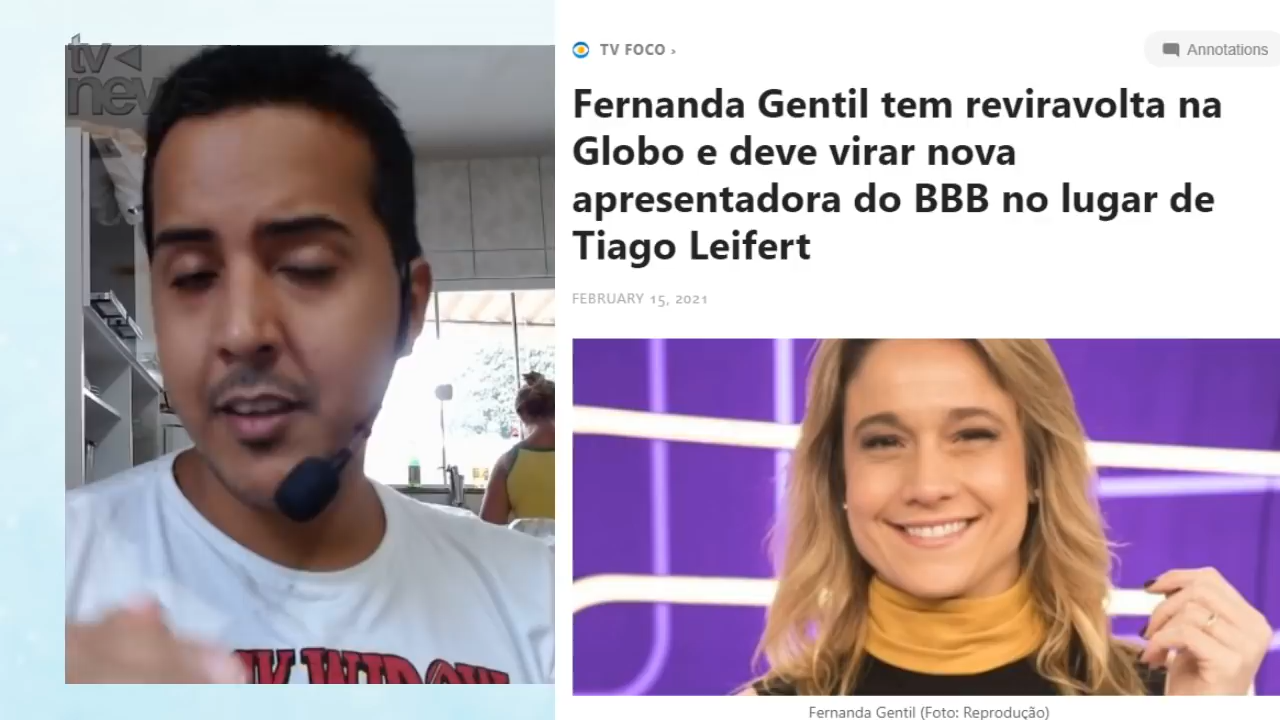 tv
new
TV FOCO ›
Annotations
Fernanda Gentil tem reviravolta na
Globo e deve virar nova
apresentadora do BBB no lugar de
Tiago Leifert
FEBRUARY 15, 2021
Fernanda Gentil (Foto: Reprodução)